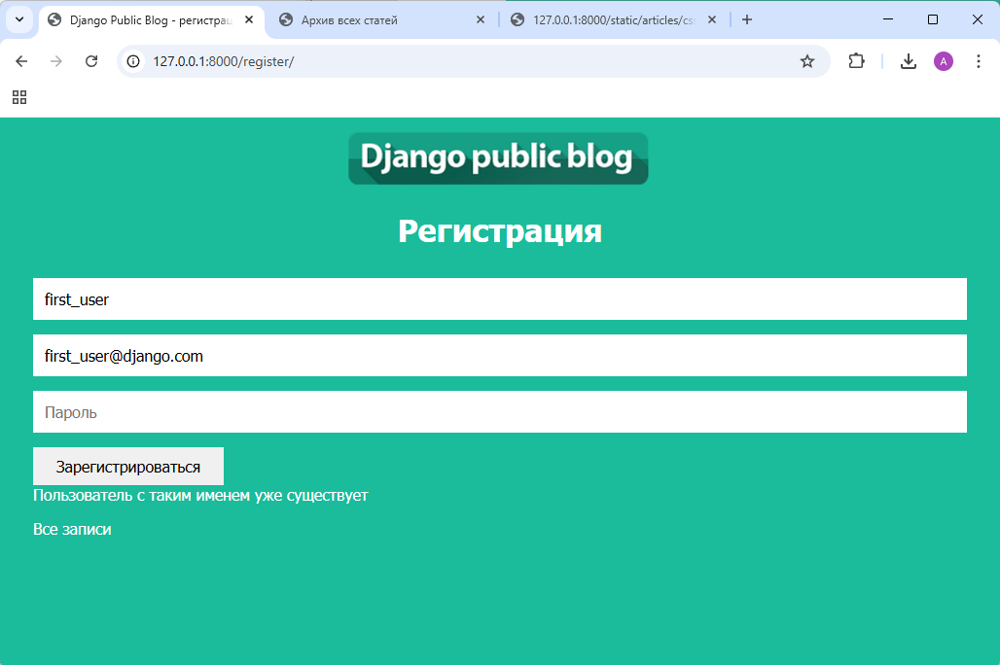 Django Public Blog - регистрац
Архив всех статей
127.0.0.1:8000/static/articles/css
127.0.0.1:8000/register/
A
Django public blog
Регистрация
first_user
first_user@django.com
Пароль
Зарегистрироваться
Пользователь с таким именем уже существует
Все записи